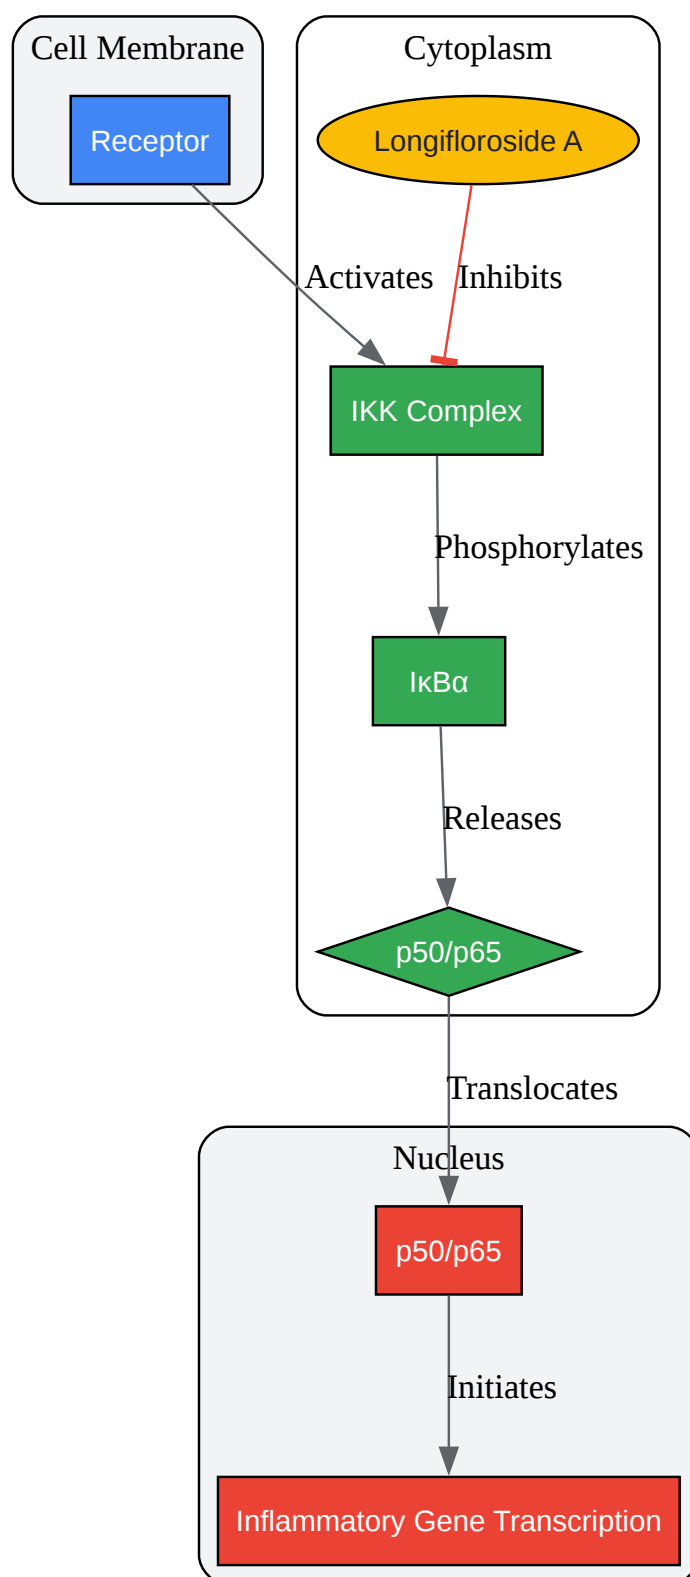 Cell Membrane
Cytoplasm
Receptor
Longifloroside A
Activates
Inhibits
IKK Complex
Phosphorylates
IκBα
Releases
p50/p65
Translocates
Nucleus
p50/p65
Initiates
Inflammatory Gene Transcription